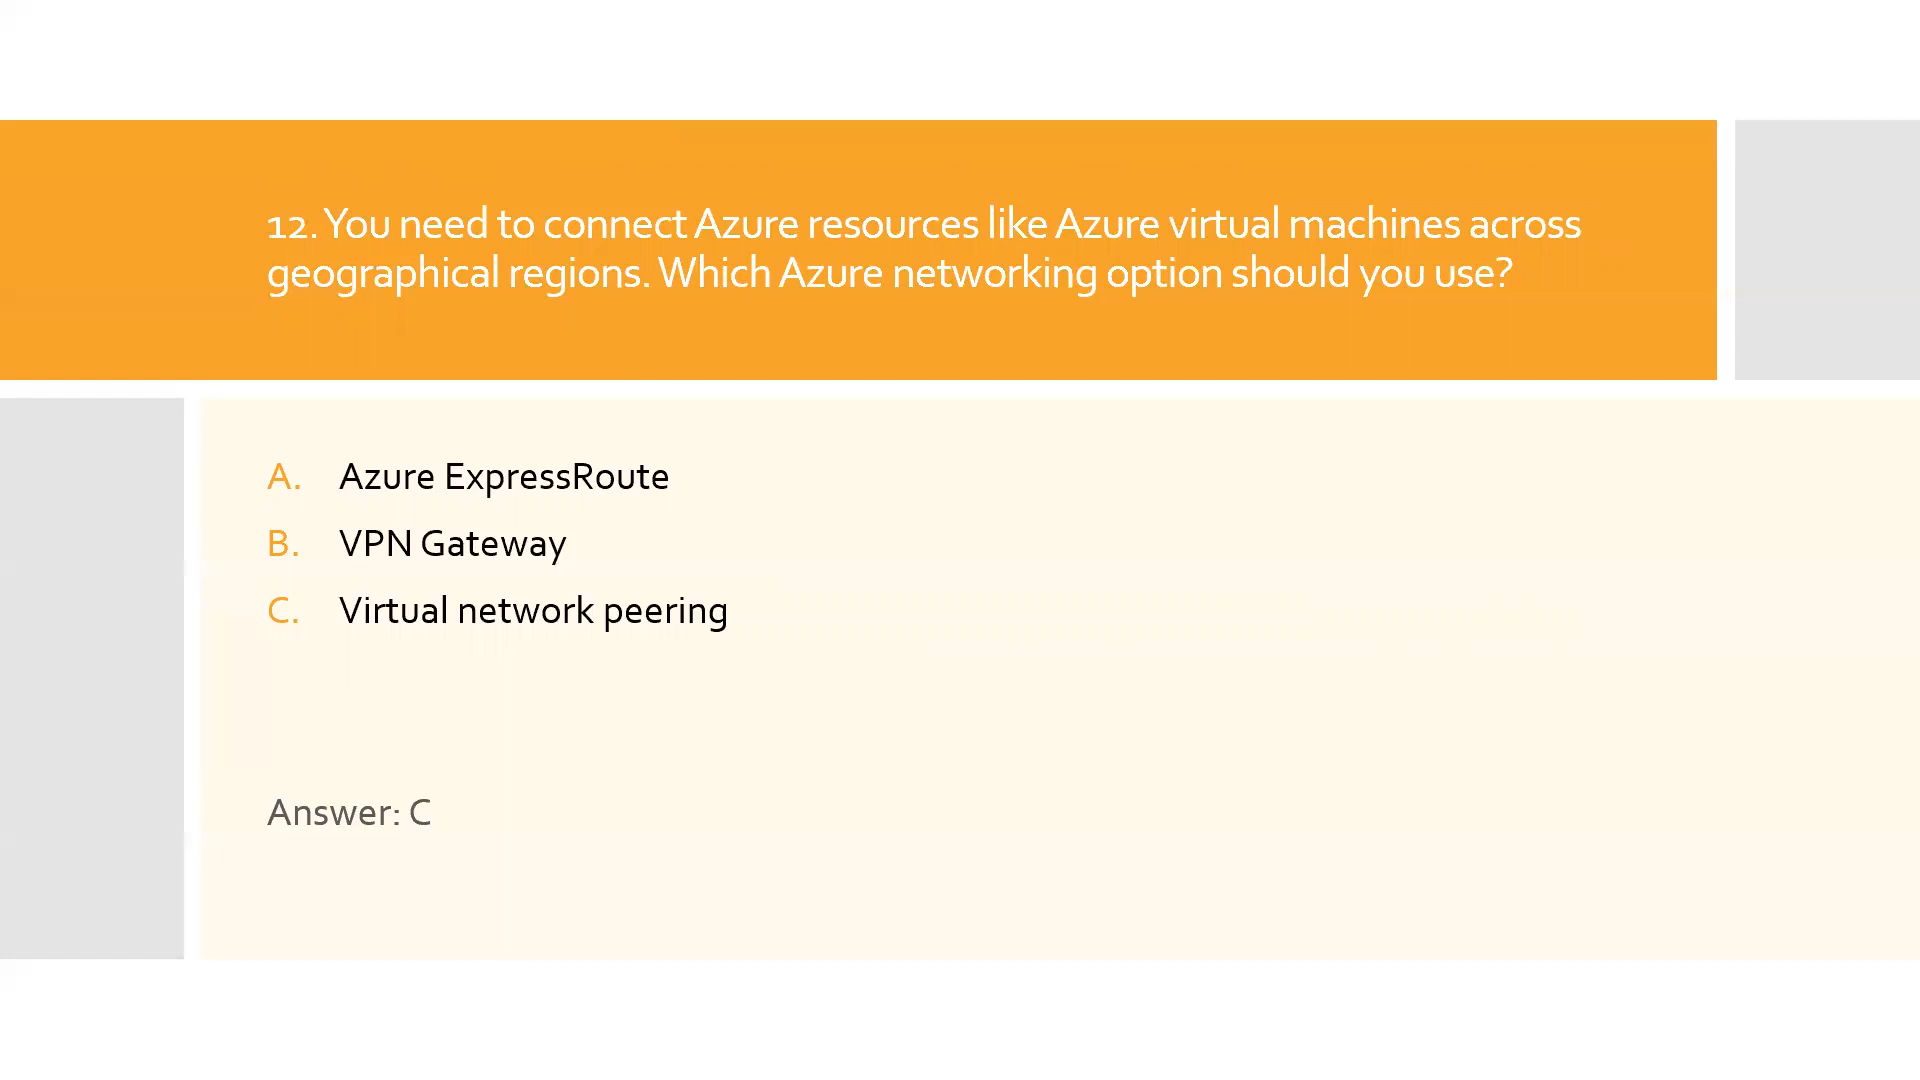 12. You need to connect Azure resources like Azure virtual machines across
geographical regions. Which Azure networking option should you use?
A. Azure ExpressRoute
B. VPN Gateway
C. Virtual network peering
Answer: C